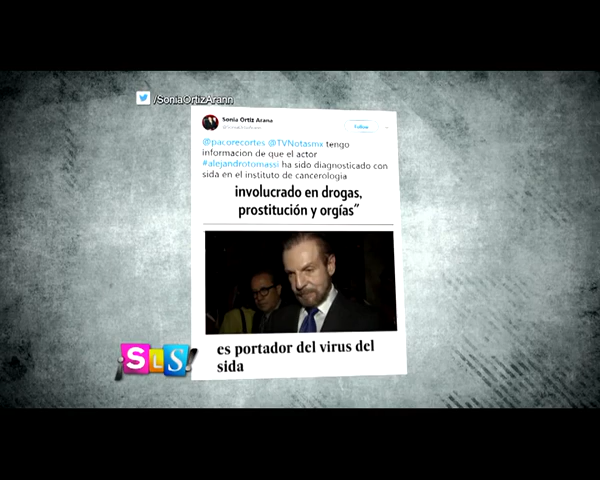 /SoniaOrtizArann
Sonia Ortiz Arana
@SoniaOrtizArann
Follow
@pacorecortes @TVNotasmx tengo
informacion de que el actor
#alejandrotomassi ha sido diagnosticado con
sida en el instituto de cancerologia
involucrado en drogas,
prostitución y orgías”
es portador del virus del
sida
¡SLS!